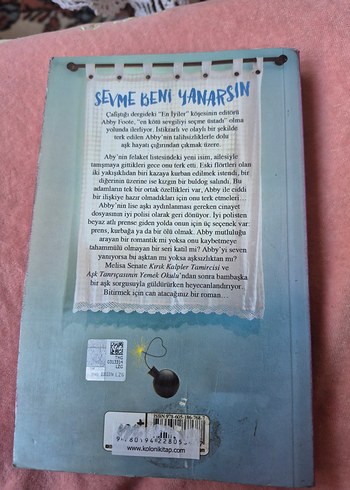 SEVME BENİ YANARSIN
Çalıştığı dergideki "En İyiler" köşesinin editörü
Abby Foote, "en kötü sevgiliyi seçme üstadı" olma
yolunda ilerliyor. İstikrarlı ve olaylı bir şekilde
terk edilen Abby'nin talihsizliklerle dolu
aşk hayatı çığırından çıkmak üzere.
Abby'nin felaket listesindeki yeni isim, ailesiyle
tanışmaya gittikleri gece onu terk etti. Eski flörtleri olan
iki yakışıklıdan biri kazaya kurban edilmek istendi, bir
diğerinin üzerine ise kızgın bir buldog salındı. Bu
adamların tek bir ortak özellikleri var, Abby ile ciddi
bir ilişkiye hazır olmadıkları için onu terk etmeleri
Abby'nin lise aşkı aydınlanması gereken cinayet
dosyasının iyi polisi olarak geri dönüyor. İyi polisten
beyaz atlı prense giden yolda onun için üç seçenek var:
prens, kurbağa ya da bir ölü olmak. Abby mutluluğu
arayan bir romantik mi yoksa onu kaybetmeye
tahammülü olmayan bir seri katil mi? Abby'yi seven
yanıyorsa bu aşktan mı yoksa aşksızlıktan mı?
Melisa Senate Kırık Kalpler Tamircisi ve
Aşk Tanrıçasının Yemek Okulu'ndan sonra bambaşka
bir aşk sorgusuyla güldürürken heyecanlandırıyor.
Bitirmek için can atacağınız bir roman...
www.kolonikitap.com